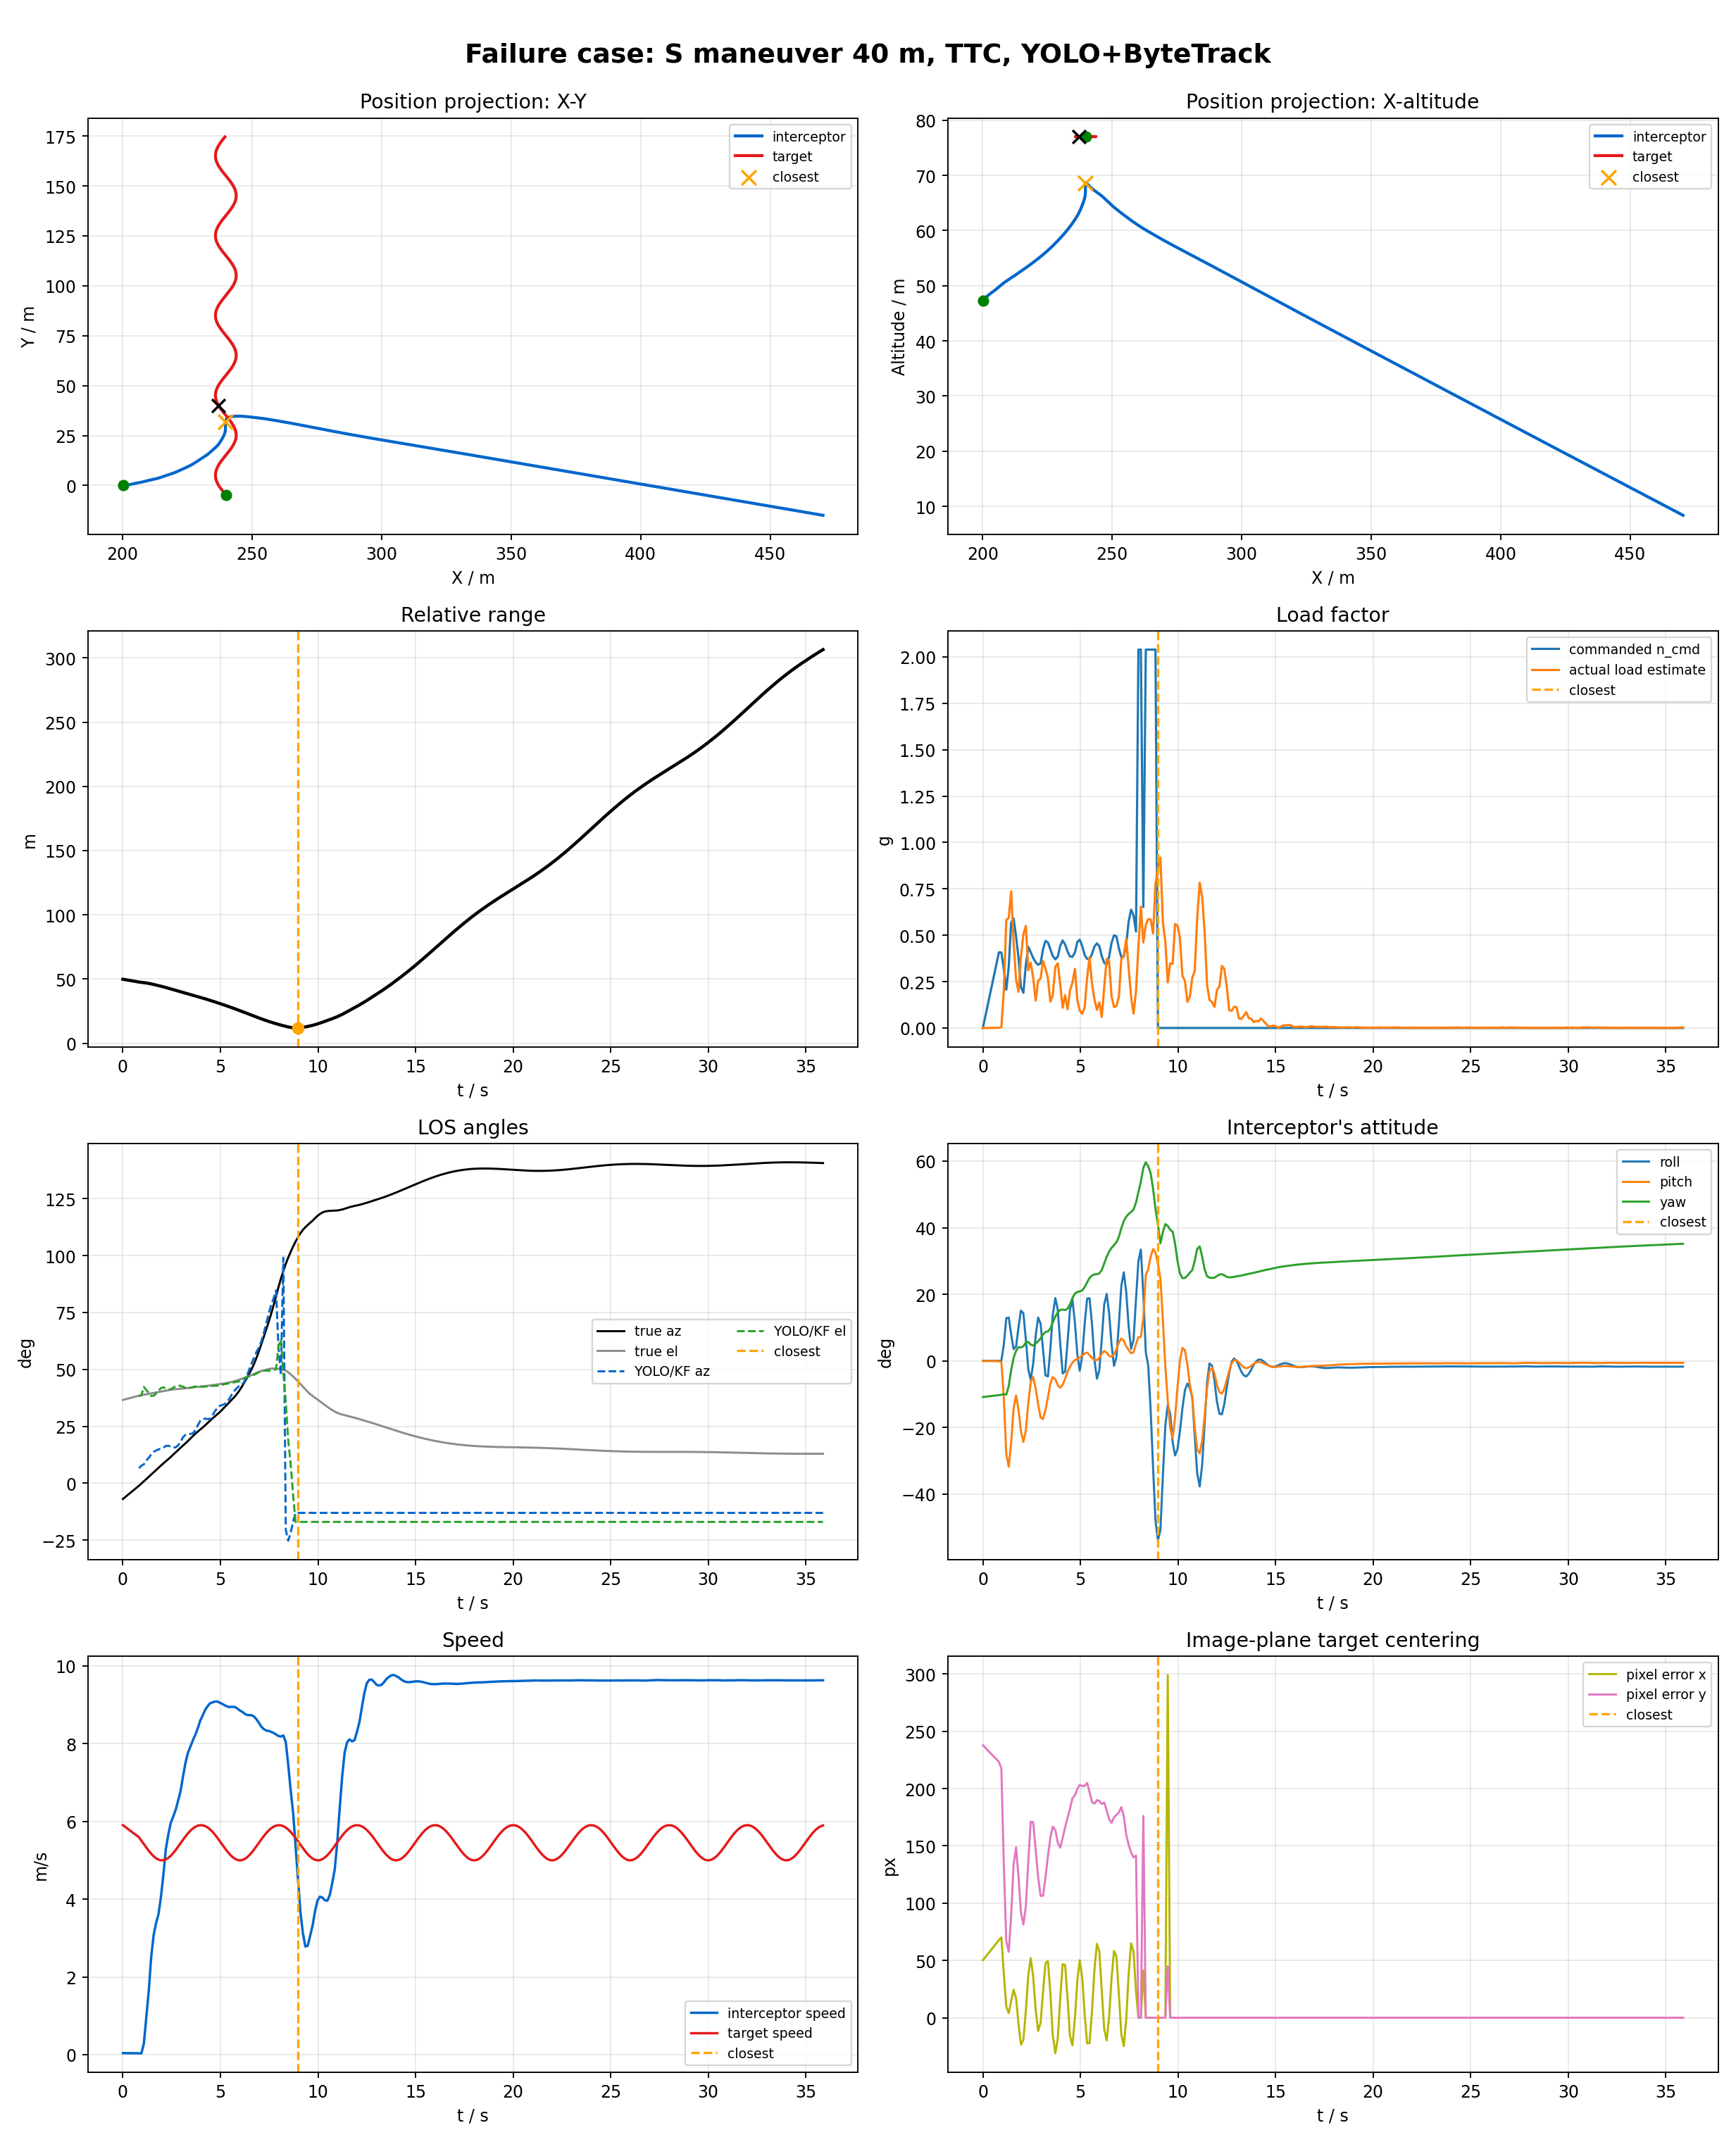 Failure case: S maneuver 40 m, TTC, YOLO+ByteTrack
Position projection: X-Y
175
150
125
100
75
50
25
0
Y / m
200
250
300
350
400
450
X / m
interceptor
target
closest
Position projection: X-altitude
80
70
60
50
40
30
20
10
Altitude / m
200
250
300
350
400
450
X / m
interceptor
target
closest
Relative range
300
250
200
150
100
50
0
m
0
5
10
15
20
25
30
35
t / s
Load factor
2.00
1.75
1.50
1.25
1.00
0.75
0.50
0.25
0.00
g
0
5
10
15
20
25
30
35
t / s
commanded n_cmd
actual load estimate
closest
LOS angles
125
100
75
50
25
0
−25
deg
0
5
10
15
20
25
30
35
t / s
true az
true el
YOLO/KF az
YOLO/KF el
closest
Interceptor's attitude
60
40
20
0
−20
−40
deg
0
5
10
15
20
25
30
35
t / s
roll
pitch
yaw
closest
Speed
10
8
6
4
2
0
m/s
0
5
10
15
20
25
30
35
t / s
interceptor speed
target speed
closest
Image-plane target centering
300
250
200
150
100
50
0
px
0
5
10
15
20
25
30
35
t / s
pixel error x
pixel error y
closest